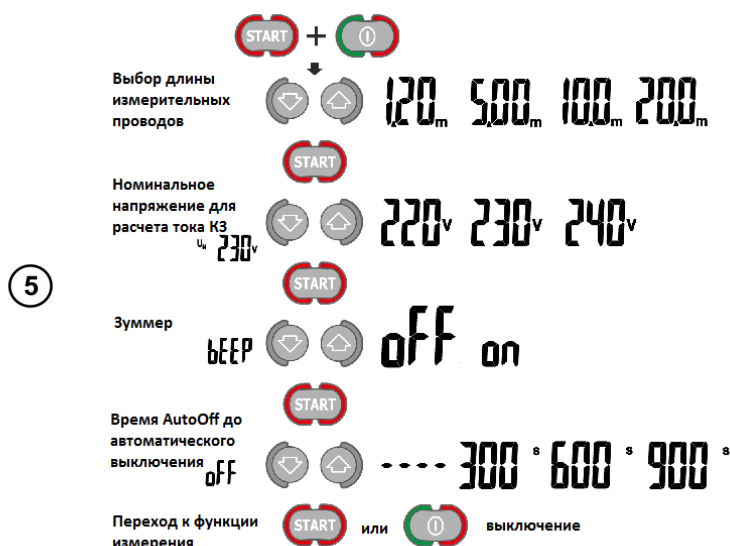 START +
Выбор длины
измерительных
проводов
1,20m 5,00m 10,0m 20,0m
START
Номинальное
напряжение для
расчета тока КЗ
UN 230v
220v 230v 240v
5
START
Зуммер
bEEP
oFF on
START
Время AutoOff до
автоматического
выключения
oFF
---- 300 s 600 s 900 s
Переход к функции
измерения
START или выключение